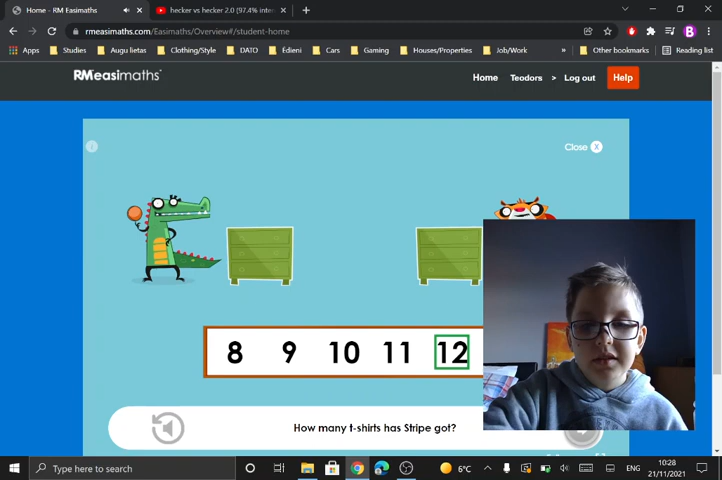 Home - RM Easimaths
hecker vs hecker 2.0 (97.4% inte
rmeasimaths.com/Easimaths/Overview#/student-home
B
Apps Studies Augu lietas Clothing/Style DATO Edieni Cars Gaming Houses/Properties Job/Work » Other bookmarks Reading list
RMeasimaths
Home Teodors > Log out Help
i
Close X
8 9 10 11 12
How many t-shirts has Stripe got?
Type here to search
6°C
ENG
10:28
21/11/2021